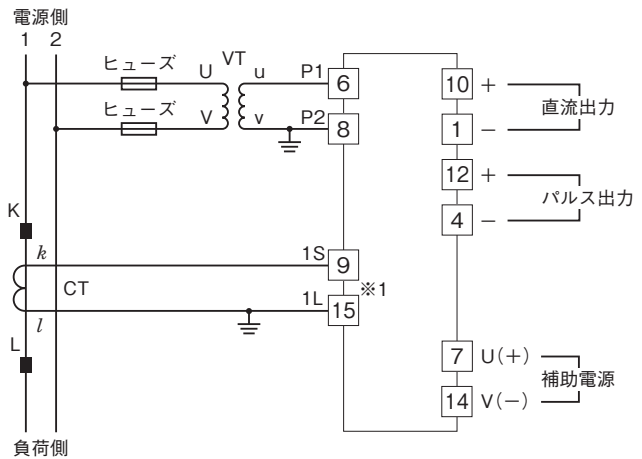 電源側
1 2
ヒューズ U VT u P1 6
ヒューズ V v P2 8
10 +
直流出力
1 −
12 +
パルス出力
4 −
K
k 1S 9
CT ※1
l 1L 15
L
7 U(+)
補助電源
14 V(−)
負荷側